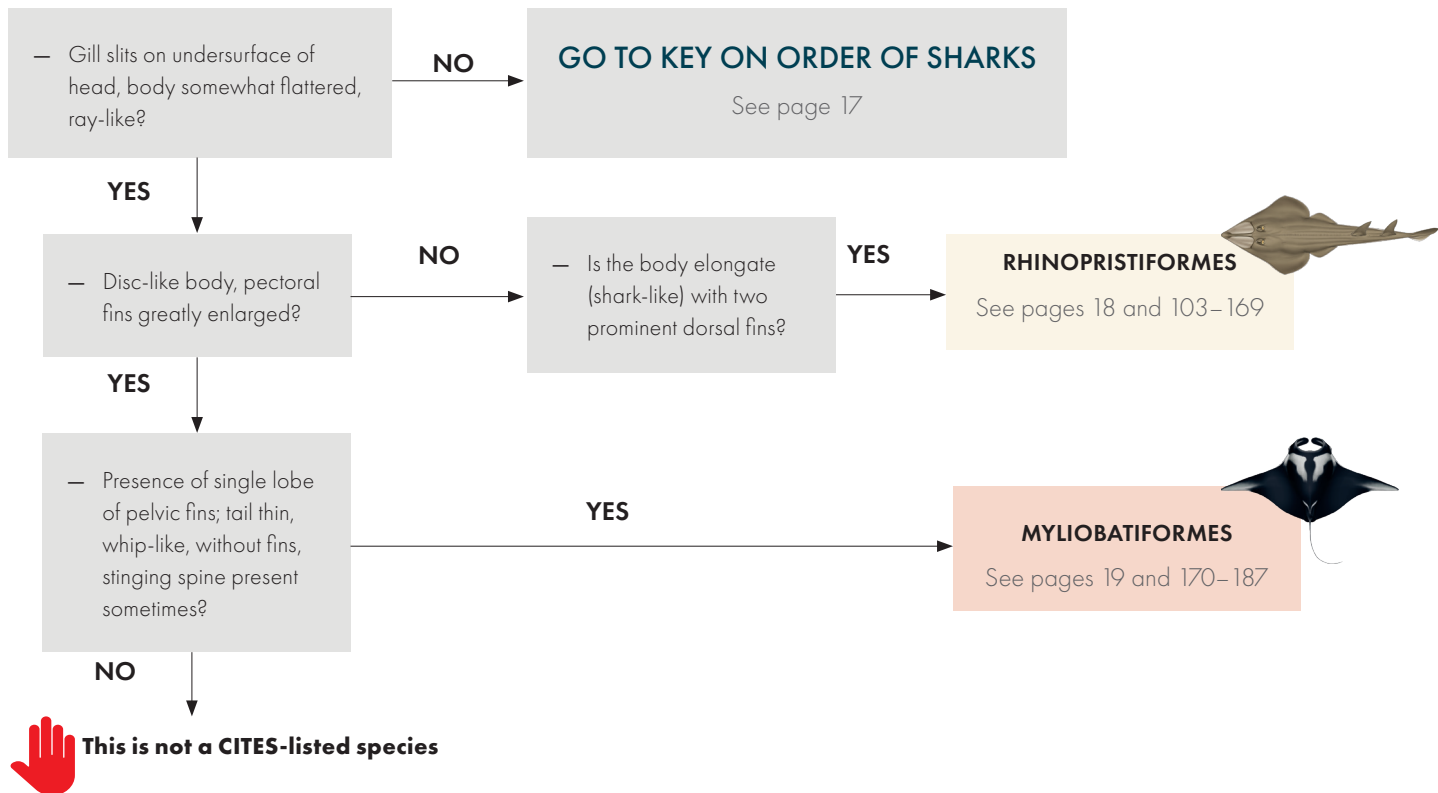 — Gill slits on undersurface of
head, body somewhat flattered,
ray-like?
NO
GO TO KEY ON ORDER OF SHARKS
See page 17
YES
— Disc-like body, pectoral
fins greatly enlarged?
NO
— Is the body elongate
(shark-like) with two
prominent dorsal fins?
YES
RHINOPRISTIFORMES
See pages 18 and 103–169
YES
— Presence of single lobe
of pelvic fins; tail thin,
whip-like, without fins,
stinging spine present
sometimes?
YES
MYLIOBATIFORMES
See pages 19 and 170–187
NO
This is not a CITES-listed species